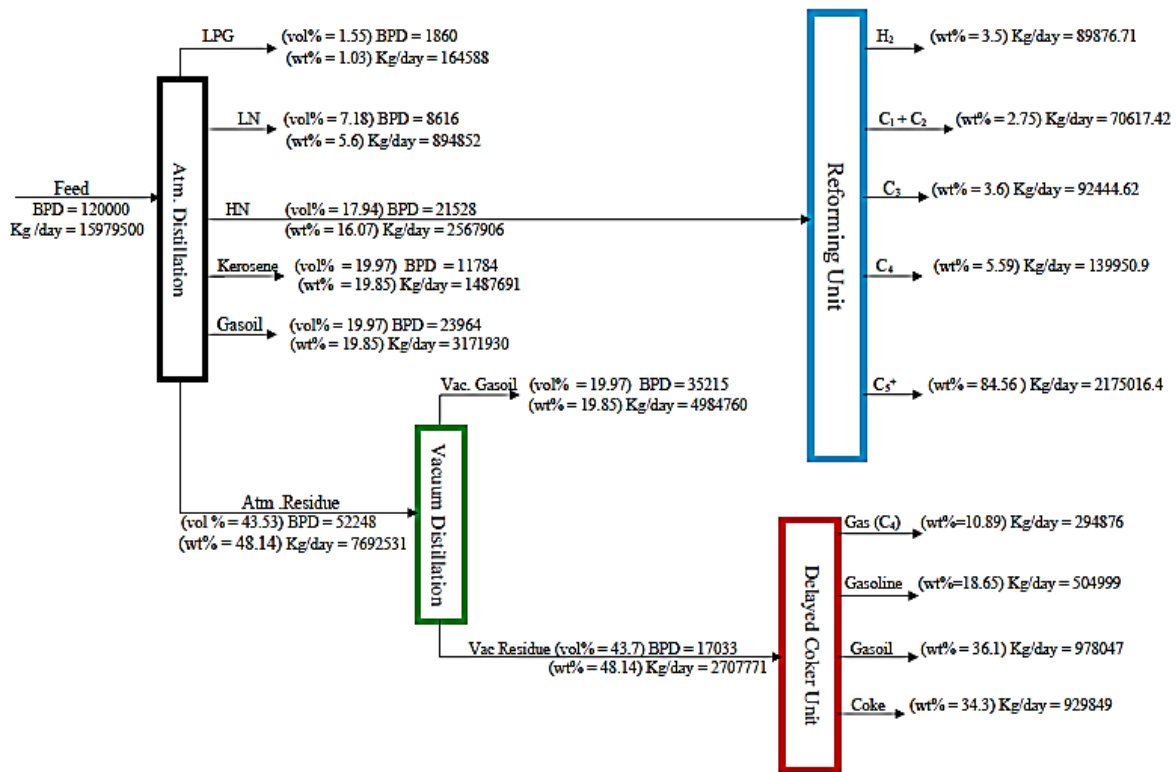 LPG
(vol% = 1.55) BPD = 1860
(wt% = 1.03) Kg/day = 164588
LN
(vol% = 7.18) BPD = 8616
(wt% = 5.6) Kg/day = 894852
Feed
BPD = 120000
Kg /day = 15979500
Atm. Distillation
HN
(vol% = 17.94) BPD = 21528
(wt% = 16.07) Kg/day = 2567906
Kerosene
(vol% = 19.97) BPD = 11784
(wt% = 19.85) Kg/day = 1487691
Gasoil
(vol% = 19.97) BPD = 23964
(wt% = 19.85) Kg/day = 3171930
Atm .Residue
(vol % = 43.53) BPD = 52248
(wt% = 48.14) Kg/day = 7692531
Vacuum Distillation
Vac. Gasoil
(vol% = 19.97) BPD = 35215
(wt% = 19.85) Kg/day = 4984760
Vac Residue (vol% = 43.7) BPD = 17033
(wt% = 48.14) Kg/day = 2707771
Reforming Unit
H₂
(wt% = 3.5) Kg/day = 89876.71
C₁ + C₂
(wt% = 2.75) Kg/day = 70617.42
C₃
(wt% = 3.6) Kg/day = 92444.62
C₄
(wt% = 5.59) Kg/day = 139950.9
C₅⁺
(wt% = 84.56 ) Kg/day = 2175016.4
Delayed Coker Unit
Gas (C₄)
(wt%=10.89) Kg/day = 294876
Gasoline
(wt%=18.65) Kg/day = 504999
Gasoil
(wt% = 36.1) Kg/day = 978047
Coke
(wt% = 34.3) Kg/day = 929849